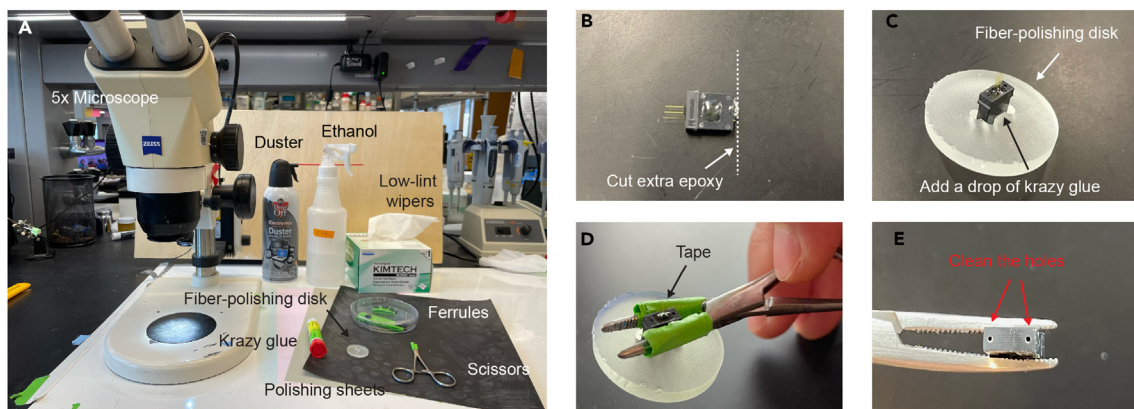 A
5x Microscope
ZEISS
Duster
Ethanol
Low-lint
wipers
Duster
KIMTECH
Fiber-polishing disk
Ferrules
Krazy glue
Scissors
Polishing sheets
B
Cut extra epoxy
C
Fiber-polishing disk
Add a drop of krazy glue
D
Tape
E
Clean the holes